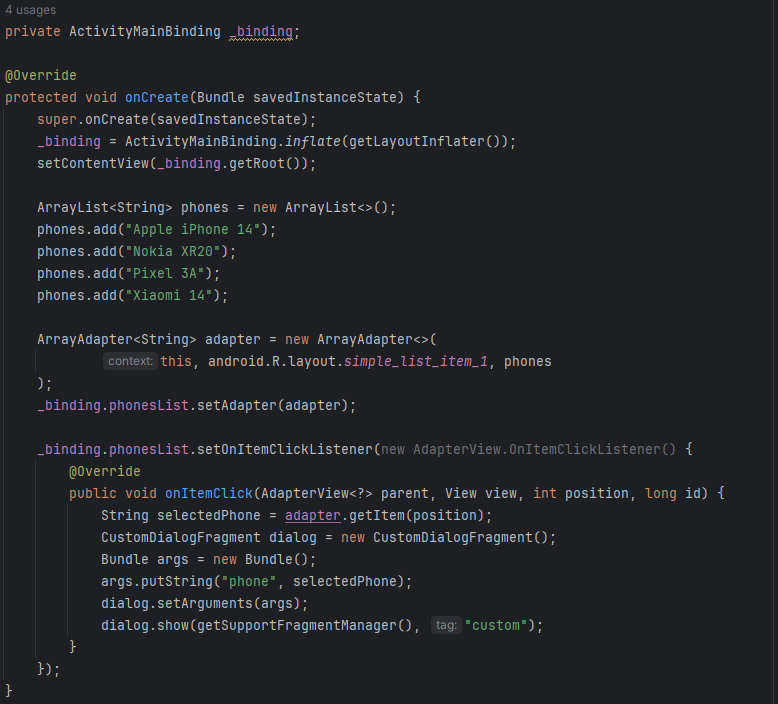 4 usages
private ActivityMainBinding _binding;
@Override
protected void onCreate(Bundle savedInstanceState) {
super.onCreate(savedInstanceState);
_binding = ActivityMainBinding.inflate(getLayoutInflater());
setContentView(_binding.getRoot());
ArrayList<String> phones = new ArrayList<>();
phones.add("Apple iPhone 14");
phones.add("Nokia XR20");
phones.add("Pixel 3A");
phones.add("Xiaomi 14");
ArrayAdapter<String> adapter = new ArrayAdapter<>(
context: this, android.R.layout.simple_list_item_1, phones
);
_binding.phonesList.setAdapter(adapter);
_binding.phonesList.setOnItemClickListener(new AdapterView.OnItemClickListener() {
@Override
public void onItemClick(AdapterView<?> parent, View view, int position, long id) {
String selectedPhone = adapter.getItem(position);
CustomDialogFragment dialog = new CustomDialogFragment();
Bundle args = new Bundle();
args.putString("phone", selectedPhone);
dialog.setArguments(args);
dialog.show(getSupportFragmentManager(), tag: "custom");
}
});
}